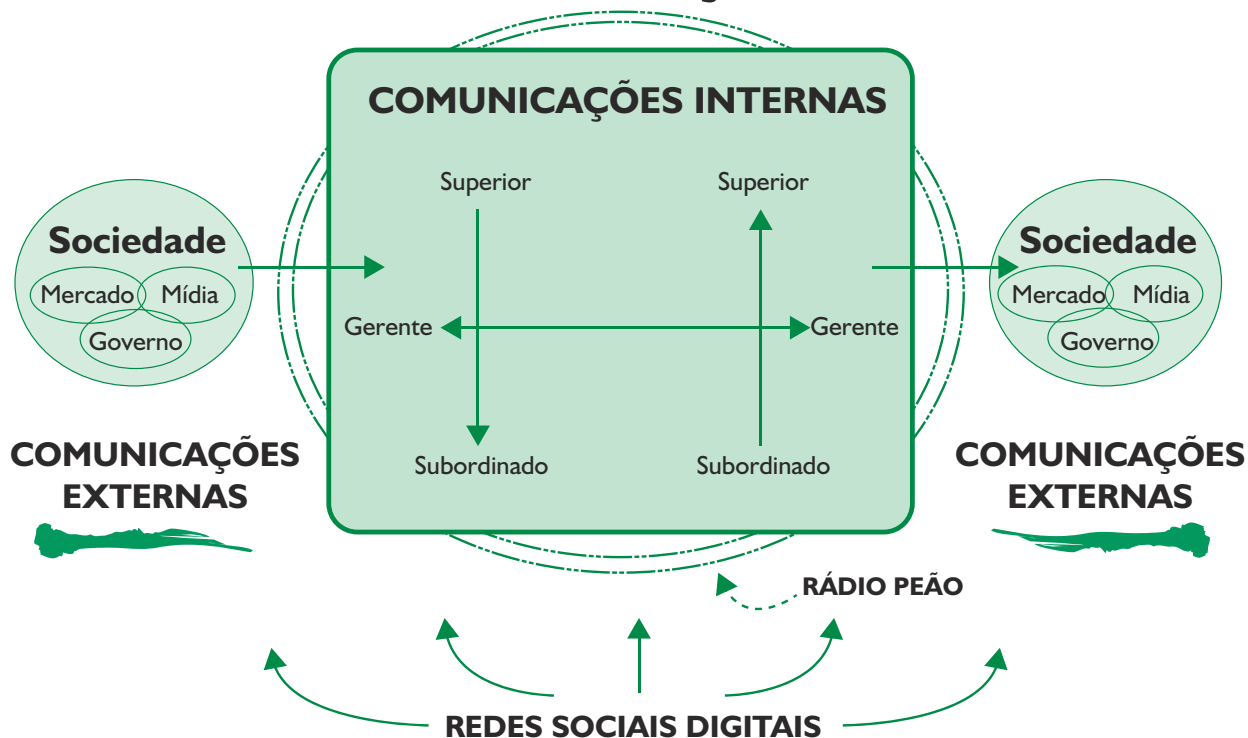 COMUNICAÇÕES INTERNAS
Superior
Superior
Sociedade
Mercado
Mídia
Governo
Gerente
Gerente
Sociedade
Mercado
Mídia
Governo
Subordinado
Subordinado
COMUNICAÇÕES
EXTERNAS
COMUNICAÇÕES
EXTERNAS
RÁDIO PEÃO
REDES SOCIAIS DIGITAIS